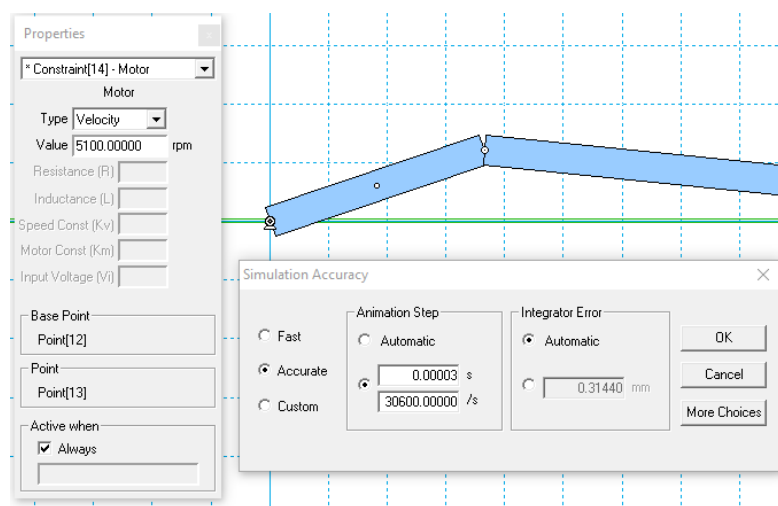 Properties
* Constraint[14] - Motor
Motor
Type Velocity
Value 5100.00000 rpm
Resistance (R)
Inductance (L)
Speed Const (Kv)
Motor Const (Km)
Input Voltage (Vi)
Base Point
Point[12]
Point
Point[13]
Active when
Always
Simulation Accuracy
Fast
Accurate
Custom
Animation Step
Automatic
0.00003 s
30600.00000 /s
Integrator Error
Automatic
0.31440 mm
OK
Cancel
More Choices